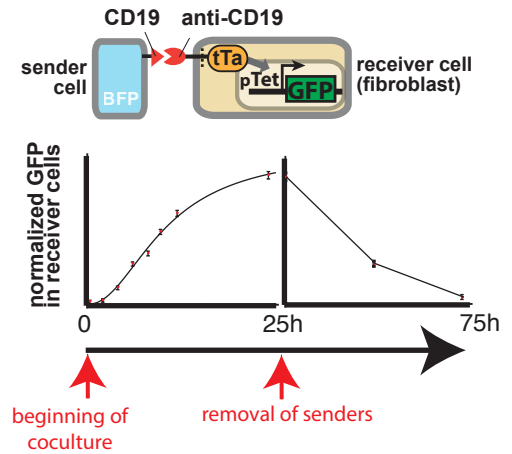 CD19 anti-CD19
sender
cell
BFP
tTa
pTet
GFP
receiver cell
(fibroblast)
normalized GFP
in receiver cells
0
25h
75h
beginning of
coculture
removal of senders